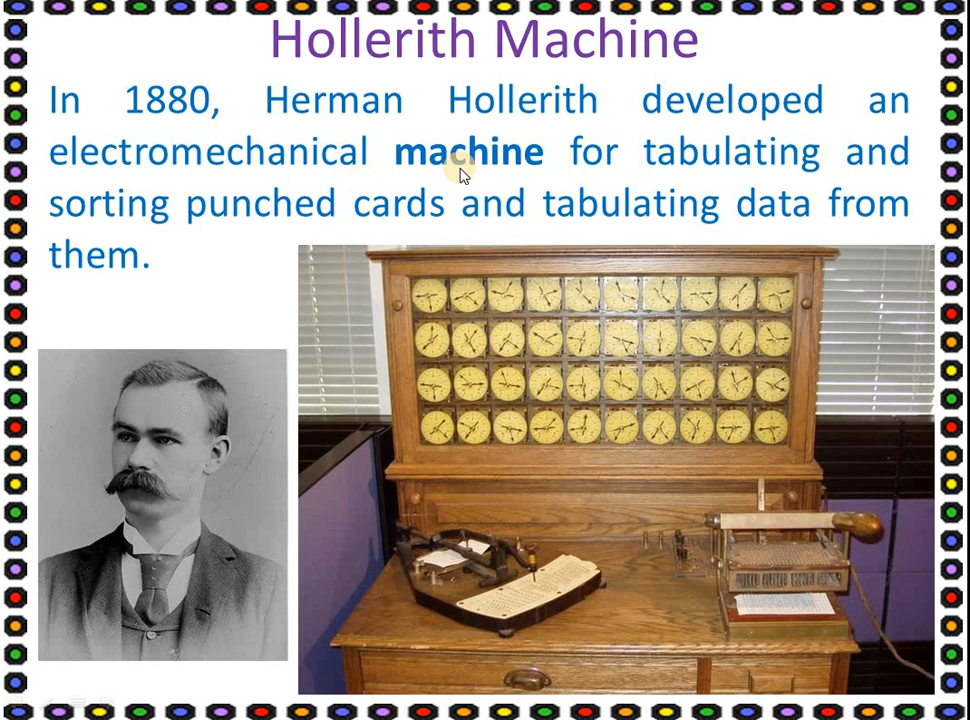 Hollerith Machine
In 1880, Herman Hollerith developed an
electromechanical machine for tabulating and
sorting punched cards and tabulating data from
them.